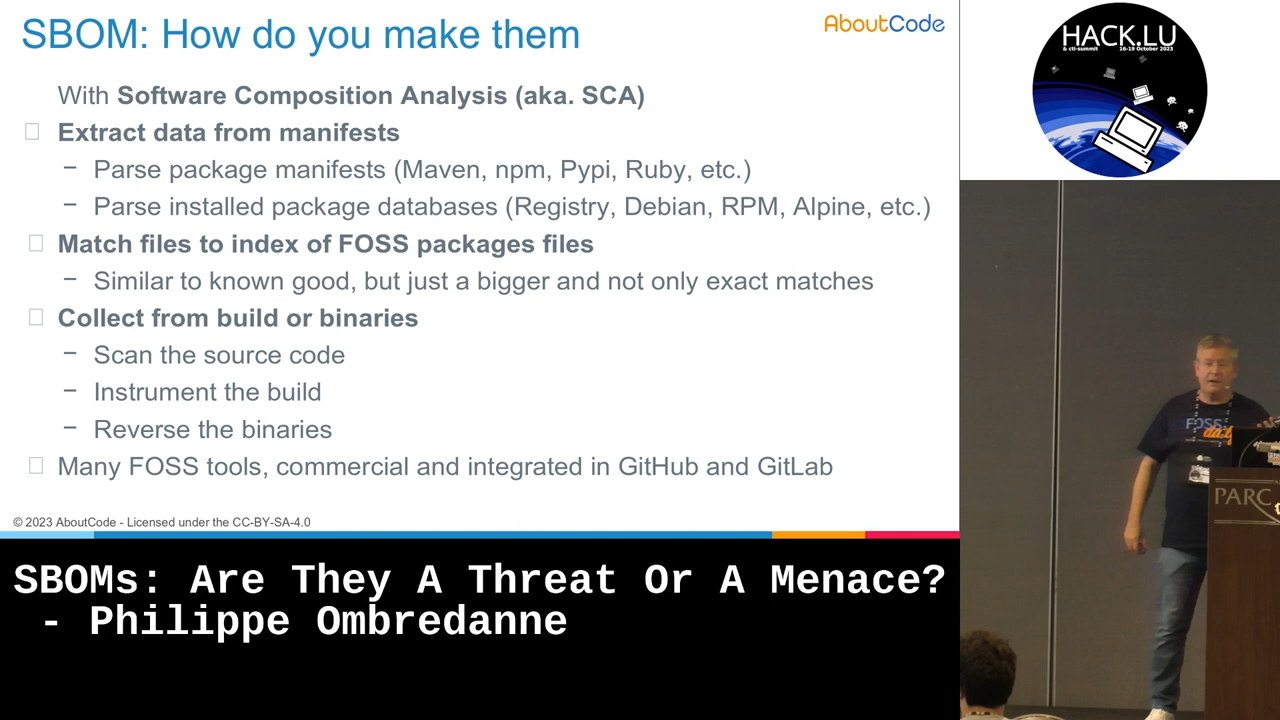 SBOM: How do you make them
AboutCode
With Software Composition Analysis (aka. SCA)
Extract data from manifests
– Parse package manifests (Maven, npm, Pypi, Ruby, etc.)
– Parse installed package databases (Registry, Debian, RPM, Alpine, etc.)
Match files to index of FOSS packages files
– Similar to known good, but just a bigger and not only exact matches
Collect from build or binaries
– Scan the source code
– Instrument the build
– Reverse the binaries
Many FOSS tools, commercial and integrated in GitHub and GitLab
© 2023 AboutCode - Licensed under the CC-BY-SA-4.0
SBOMs: Are They A Threat Or A Menace?
- Philippe Ombredanne
HACK.LU
& cti-summit 16-19 October 2023
FOSS
PARC